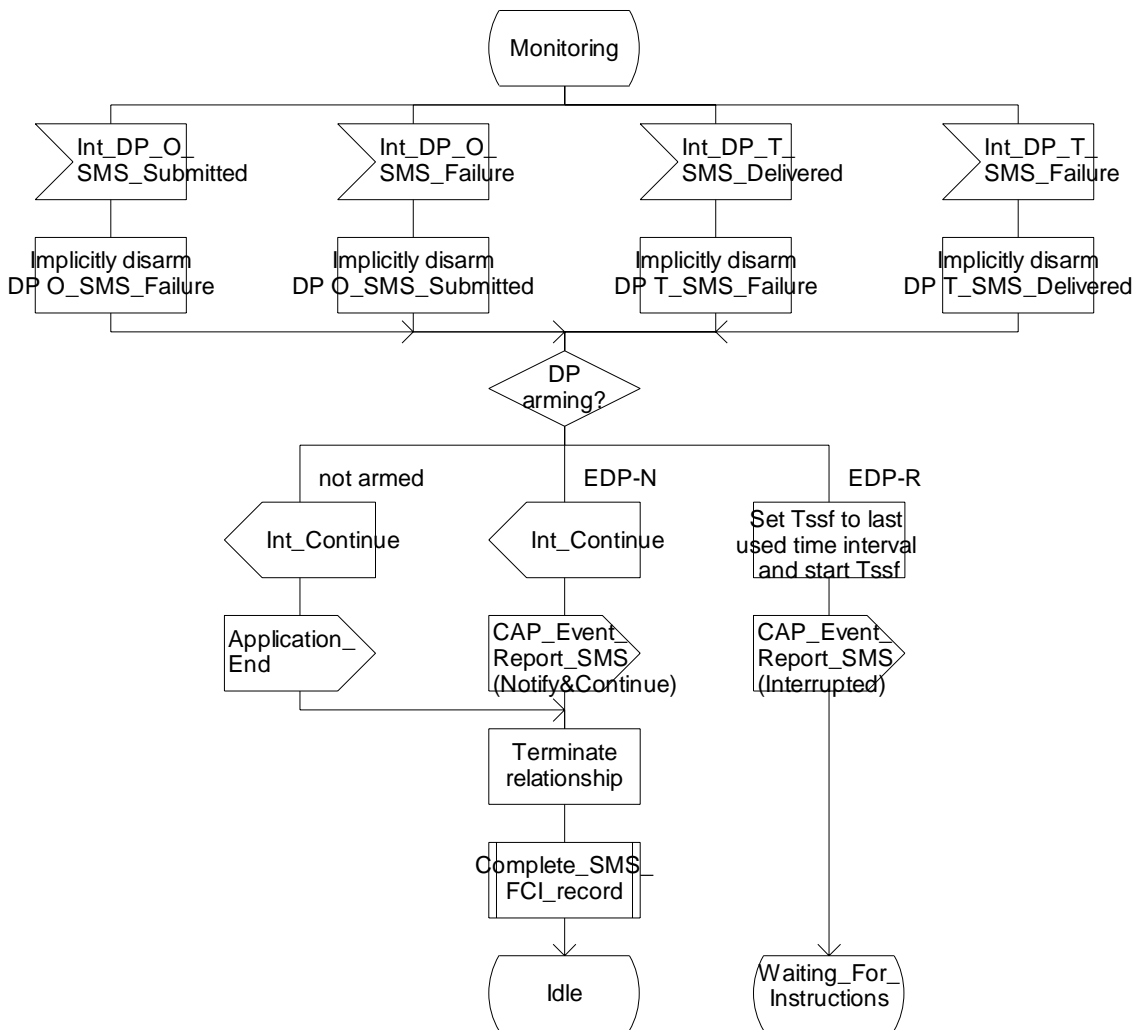 Monitoring
Int_DP_O_
SMS_Submitted
Int_DP_O_
SMS_Failure
Int_DP_T_
SMS_Delivered
Int_DP_T_
SMS_Failure
Implicitly disarm
DP O_SMS_Failure
Implicitly disarm
DP O_SMS_Submitted
Implicitly disarm
DP T_SMS_Failure
Implicitly disarm
DP T_SMS_Delivered
DP
arming?
not armed
EDP-N
EDP-R
Int_Continue
Int_Continue
Set Tssf to last
used time interval
and start Tssf
Application_
End
CAP_Event_
Report_SMS
(Notify&Continue)
CAP_Event_
Report_SMS
(Interrupted)
Terminate
relationship
Complete_SMS_
FCI_record
Idle
Waiting_For_
Instructions